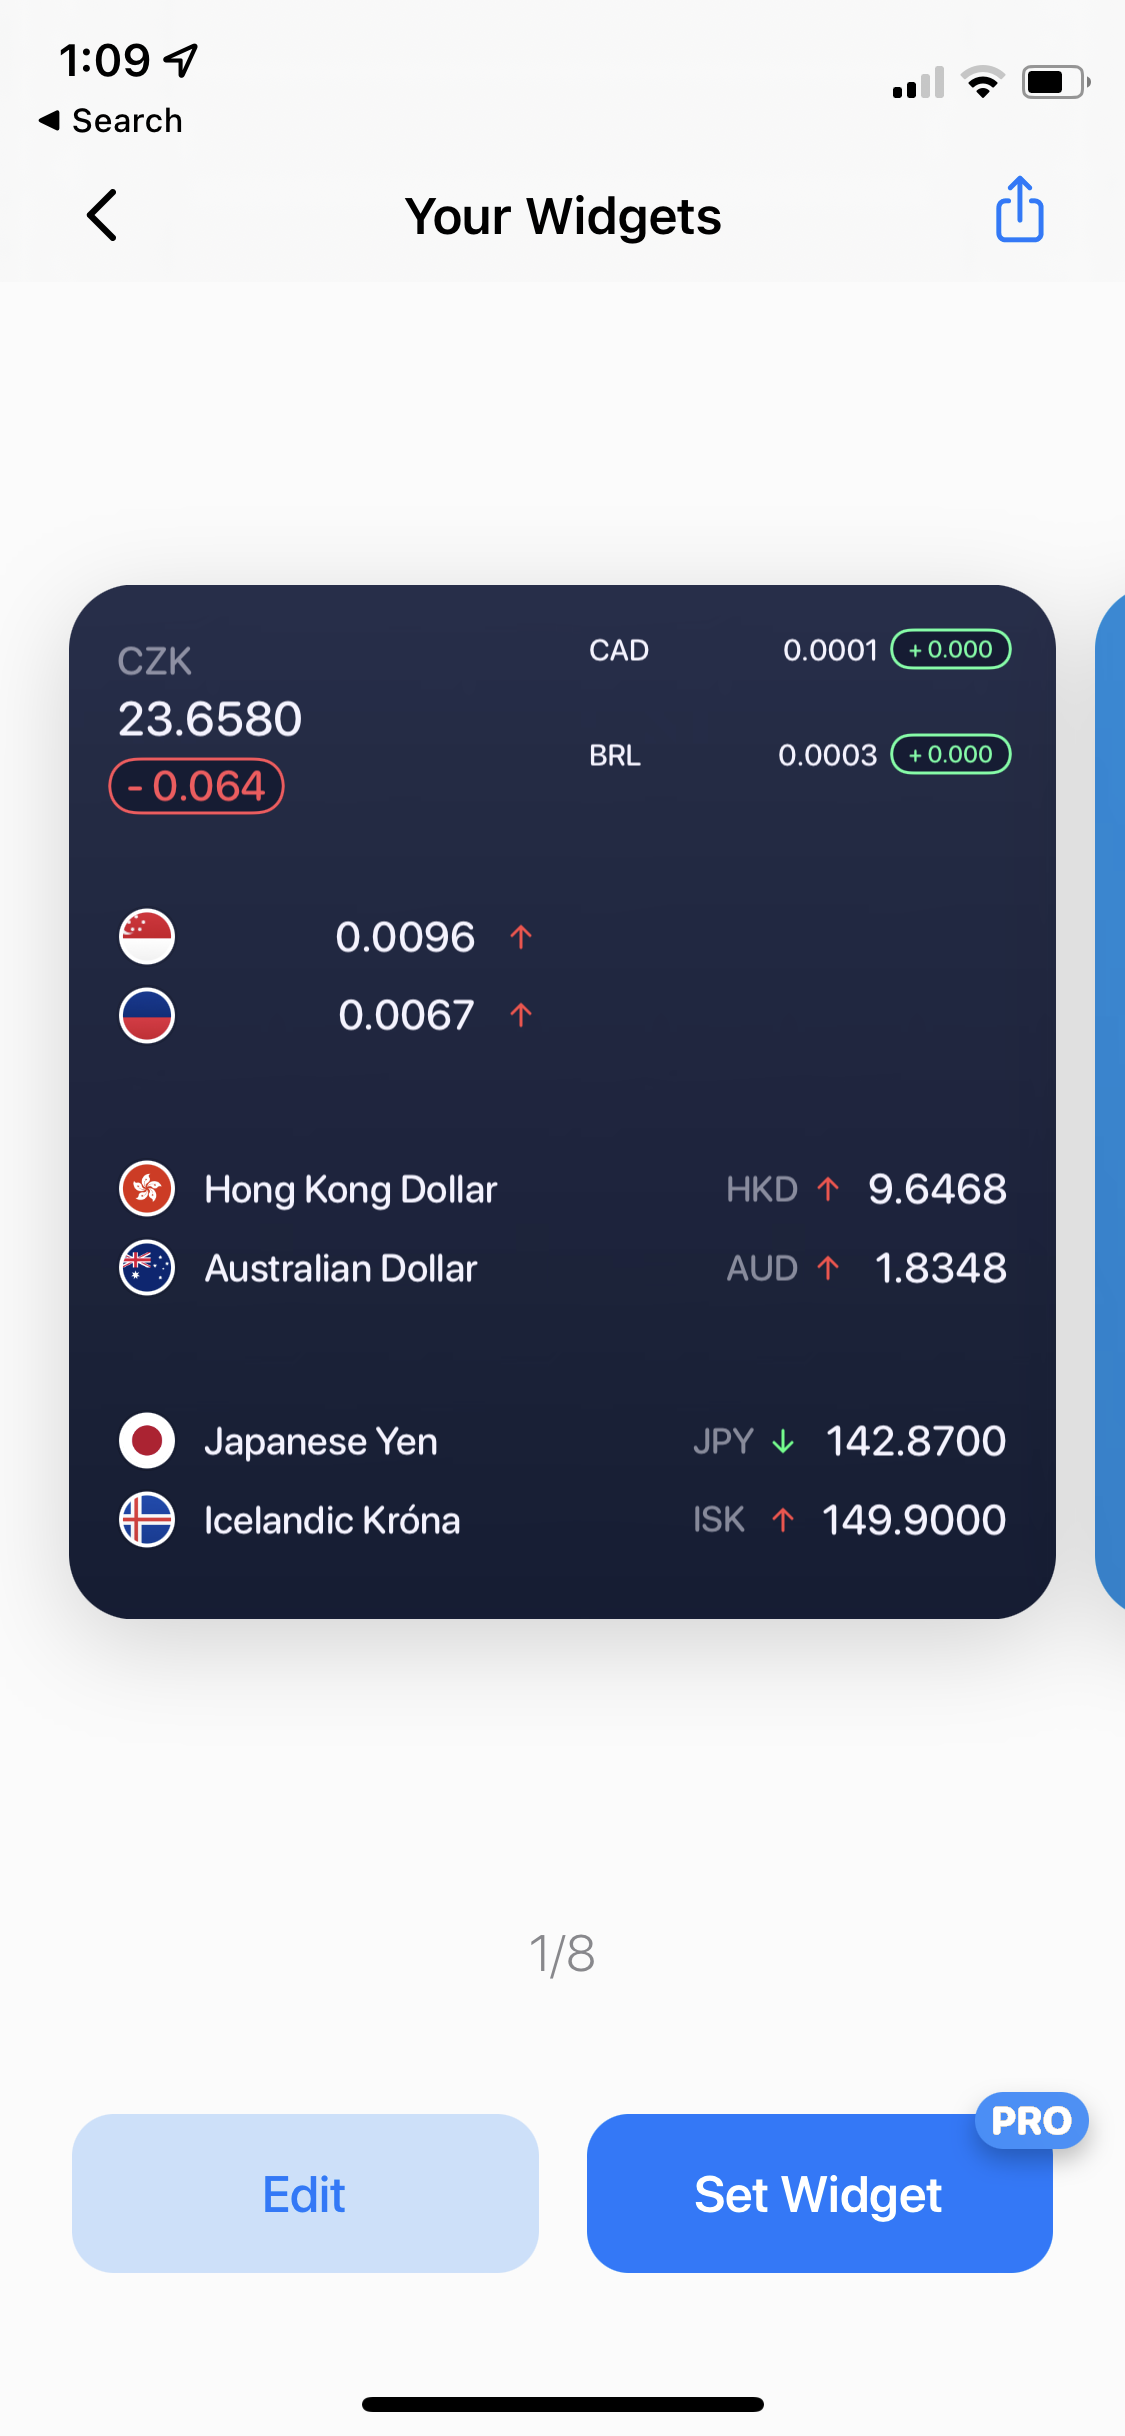 1:09
Search
Your Widgets
CZK
23.6580
- 0.064
CAD 0.0001 + 0.000
BRL 0.0003 + 0.000
0.0096 ↑
0.0067 ↑
Hong Kong Dollar HKD ↑ 9.6468
Australian Dollar AUD ↑ 1.8348
Japanese Yen JPY ↓ 142.8700
Icelandic Króna ISK ↑ 149.9000
1/8
PRO
Edit
Set Widget